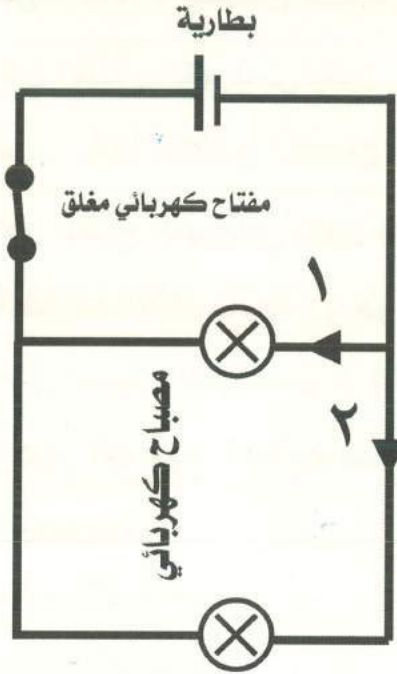 بطارية
مفتاح كهربائي مغلق
١
٢
مصباح كهربائي